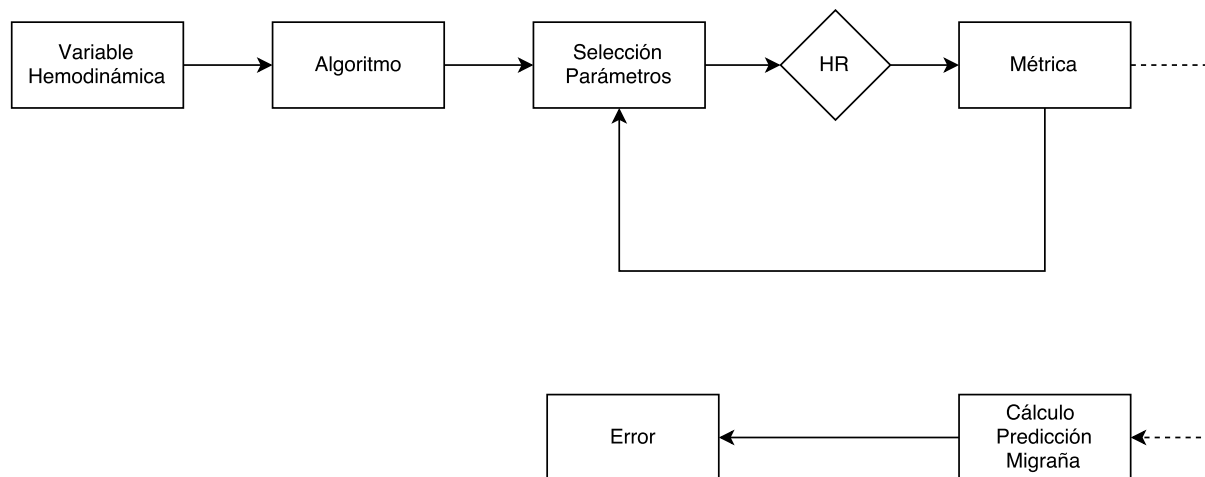 Variable
Hemodinámica
Algoritmo
Selección
Parámetros
HR
Métrica
Error
Cálculo
Predicción
Migraña